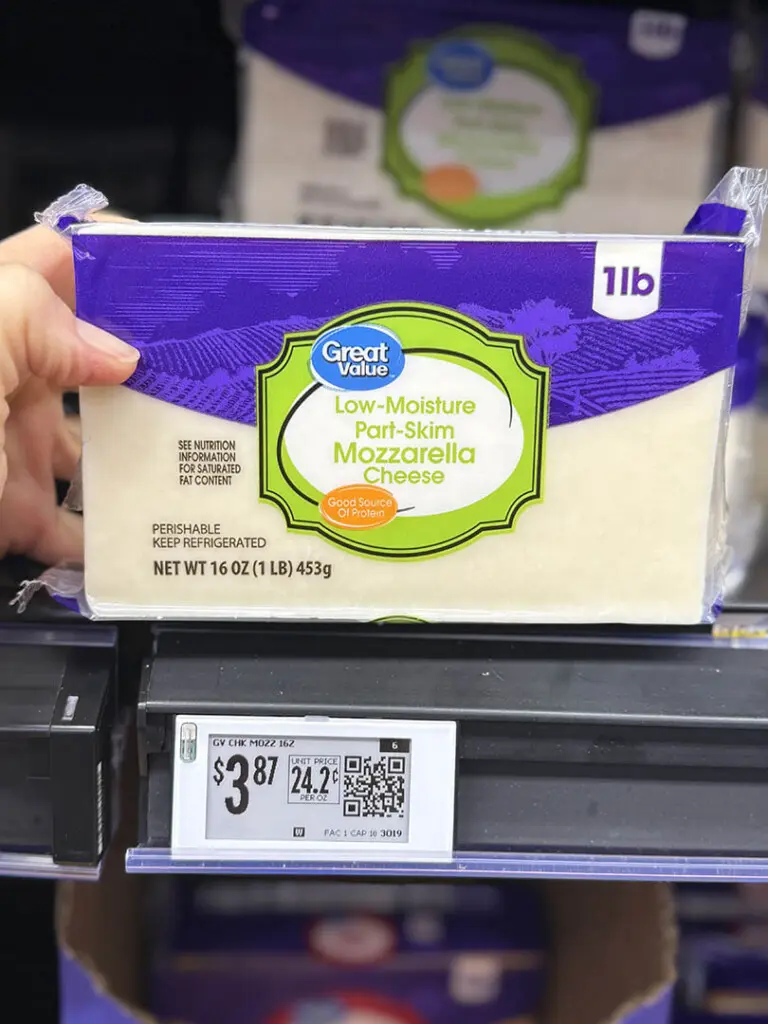 1lb
Great
Value
Low-Moisture
Part-Skim
Mozzarella
Cheese
Good Source
Of Protein
SEE NUTRITION
INFORMATION
FOR SATURATED
FAT CONTENT
PERISHABLE
KEEP REFRIGERATED
NET WT 16 OZ (1 LB) 453g
GV CHK MOZZ 16Z
6
$3 87
UNIT PRICE
24.2¢
PER OZ
W
FAC 1 CAP 18 3019